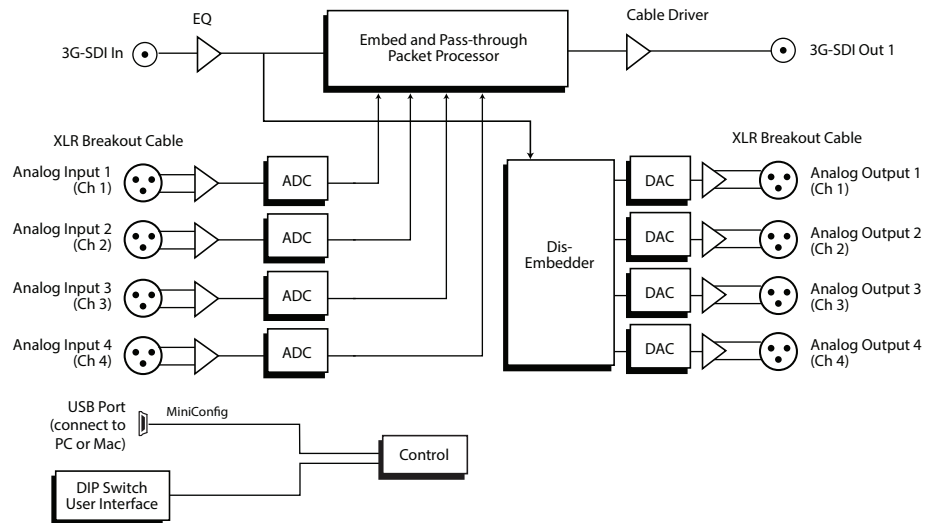 EQ
Cable Driver
3G-SDI In
Embed and Pass-through
Packet Processor
3G-SDI Out 1
XLR Breakout Cable
XLR Breakout Cable
Analog Input 1
(Ch 1)
ADC
Analog Input 2
(Ch 2)
ADC
Analog Input 3
(Ch 3)
ADC
Analog Input 4
(Ch 4)
ADC
Dis-
Embedder
DAC
Analog Output 1
(Ch 1)
DAC
Analog Output 2
(Ch 2)
DAC
Analog Output 3
(Ch 3)
DAC
Analog Output 4
(Ch 4)
USB Port
(connect to
PC or Mac)
MiniConfig
Control
DIP Switch
User Interface